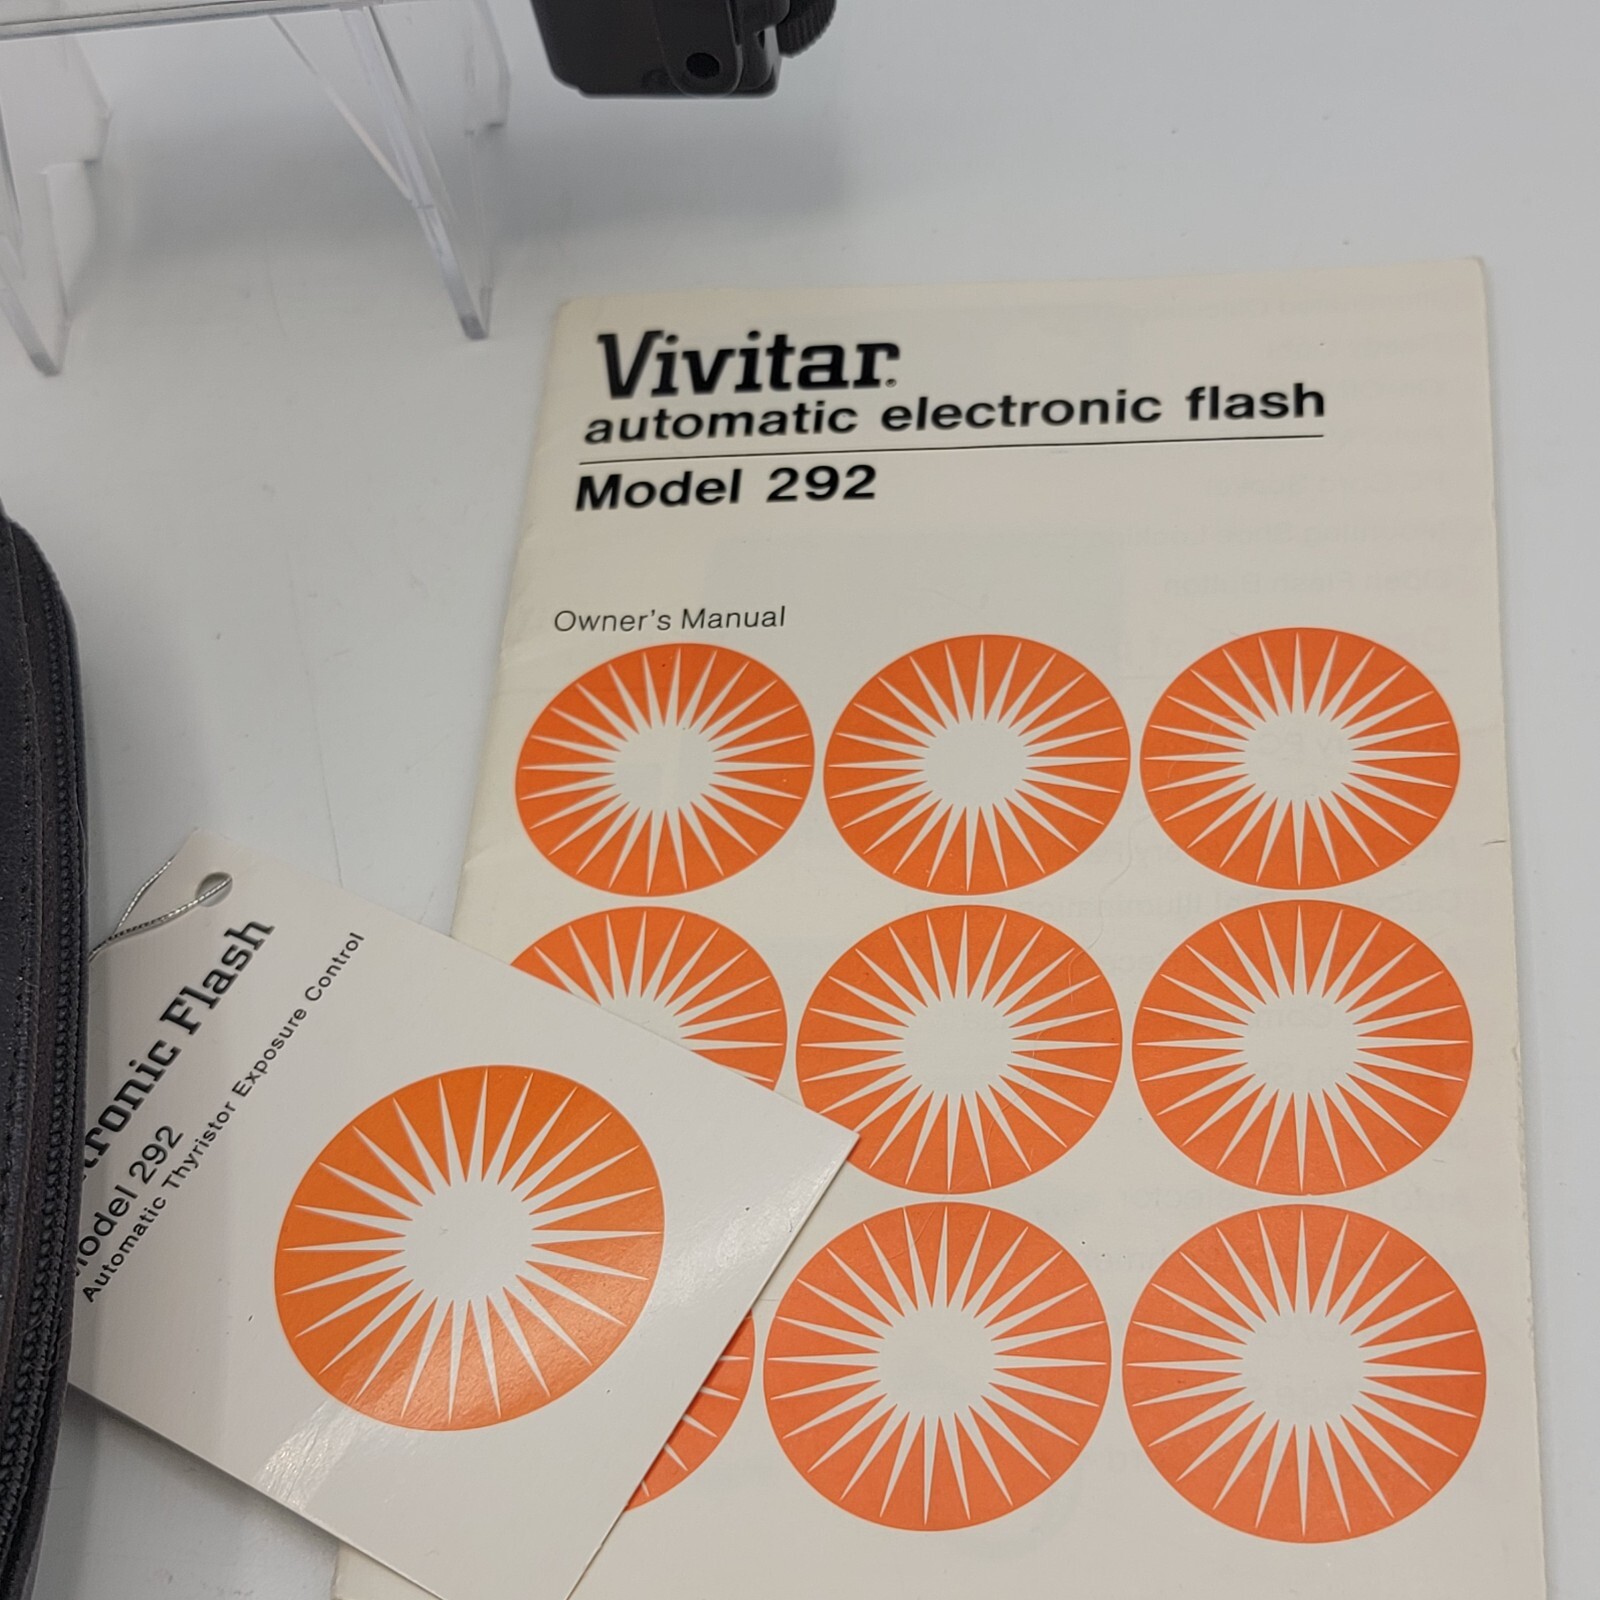 Vivitar®
automatic electronic flash
Model 292
Owner's Manual
tronic Flash
Model 292
Automatic Thyristor Exposure Control